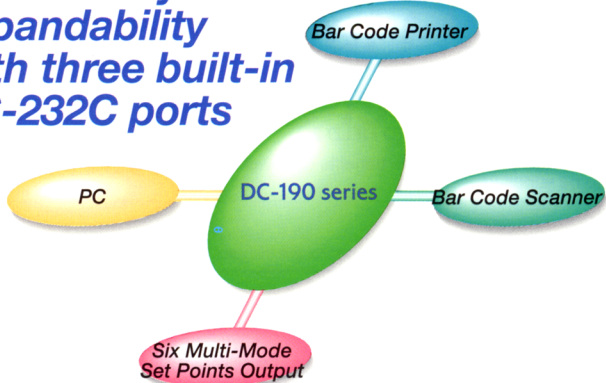 pandability
th three built-in
-232C ports
Bar Code Printer
DC-190 series
PC
Bar Code Scanner
Six Multi-Mode
Set Points Output